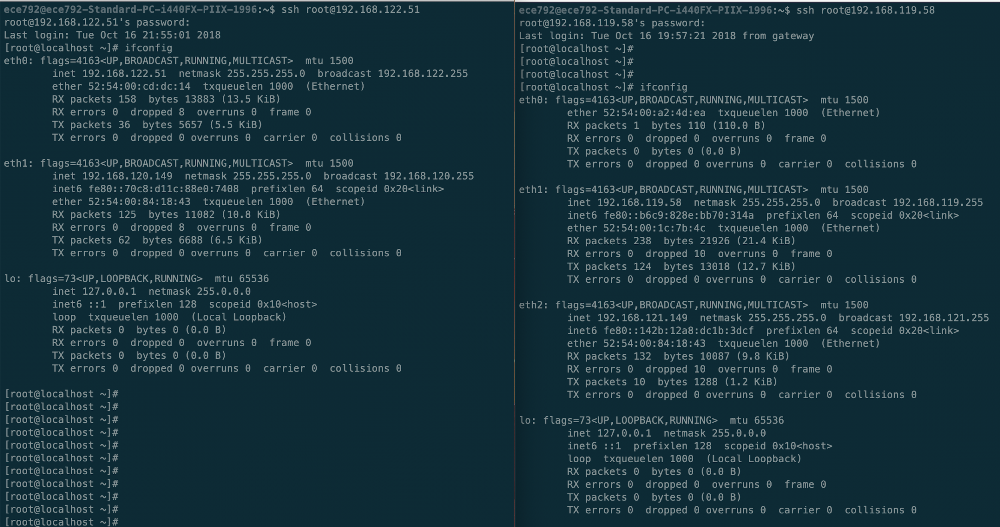 ece792@ece792-Standard-PC-i440FX-PIIX-1996:~$ ssh root@192.168.122.51
root@192.168.122.51's password:
Last login: Tue Oct 16 21:55:01 2018
[root@localhost ~]# ifconfig
eth0: flags=4163<UP,BROADCAST,RUNNING,MULTICAST>  mtu 1500
        inet 192.168.122.51  netmask 255.255.255.0  broadcast 192.168.122.255
        ether 52:54:00:cd:dc:14  txqueuelen 1000  (Ethernet)
        RX packets 158  bytes 13883 (13.5 KiB)
        RX errors 0  dropped 8  overruns 0  frame 0
        TX packets 36  bytes 5657 (5.5 KiB)
        TX errors 0  dropped 0 overruns 0  carrier 0  collisions 0

eth1: flags=4163<UP,BROADCAST,RUNNING,MULTICAST>  mtu 1500
        inet 192.168.120.149  netmask 255.255.255.0  broadcast 192.168.120.255
        inet6 fe80::70c8:d11c:88e0:7408  prefixlen 64  scopeid 0x20<link>
        ether 52:54:00:84:18:43  txqueuelen 1000  (Ethernet)
        RX packets 125  bytes 11082 (10.8 KiB)
        RX errors 0  dropped 8  overruns 0  frame 0
        TX packets 62  bytes 6688 (6.5 KiB)
        TX errors 0  dropped 0 overruns 0  carrier 0  collisions 0

lo: flags=73<UP,LOOPBACK,RUNNING>  mtu 65536
        inet 127.0.0.1  netmask 255.0.0.0
        inet6 ::1  prefixlen 128  scopeid 0x10<host>
        loop  txqueuelen 1000  (Local Loopback)
        RX packets 0  bytes 0 (0.0 B)
        RX errors 0  dropped 0  overruns 0  frame 0
        TX packets 0  bytes 0 (0.0 B)
        TX errors 0  dropped 0 overruns 0  carrier 0  collisions 0

[root@localhost ~]#
[root@localhost ~]#
[root@localhost ~]#
[root@localhost ~]#
[root@localhost ~]#
[root@localhost ~]#
[root@localhost ~]#
[root@localhost ~]#
[root@localhost ~]#
[root@localhost ~]#
[root@localhost ~]#
ece792@ece792-Standard-PC-i440FX-PIIX-1996:~$ ssh root@192.168.119.58
root@192.168.119.58's password:
Last login: Tue Oct 16 19:57:21 2018 from gateway
[root@localhost ~]#
[root@localhost ~]#
[root@localhost ~]#
[root@localhost ~]# ifconfig
eth0: flags=4163<UP,BROADCAST,RUNNING,MULTICAST>  mtu 1500
        ether 52:54:00:a2:4d:ea  txqueuelen 1000  (Ethernet)
        RX packets 1  bytes 110 (110.0 B)
        RX errors 0  dropped 0  overruns 0  frame 0
        TX packets 0  bytes 0 (0.0 B)
        TX errors 0  dropped 0 overruns 0  carrier 0  collisions 0

eth1: flags=4163<UP,BROADCAST,RUNNING,MULTICAST>  mtu 1500
        inet 192.168.119.58  netmask 255.255.255.0  broadcast 192.168.119.255
        inet6 fe80::b6c9:828e:bb70:314a  prefixlen 64  scopeid 0x20<link>
        ether 52:54:00:1c:7b:4c  txqueuelen 1000  (Ethernet)
        RX packets 238  bytes 21926 (21.4 KiB)
        RX errors 0  dropped 10  overruns 0  frame 0
        TX packets 124  bytes 13018 (12.7 KiB)
        TX errors 0  dropped 0 overruns 0  carrier 0  collisions 0

eth2: flags=4163<UP,BROADCAST,RUNNING,MULTICAST>  mtu 1500
        inet 192.168.121.149  netmask 255.255.255.0  broadcast 192.168.121.255
        inet6 fe80::142b:12a8:dc1b:3dcf  prefixlen 64  scopeid 0x20<link>
        ether 52:54:00:84:18:43  txqueuelen 1000  (Ethernet)
        RX packets 132  bytes 10087 (9.8 KiB)
        RX errors 0  dropped 10  overruns 0  frame 0
        TX packets 10  bytes 1288 (1.2 KiB)
        TX errors 0  dropped 0 overruns 0  carrier 0  collisions 0

lo: flags=73<UP,LOOPBACK,RUNNING>  mtu 65536
        inet 127.0.0.1  netmask 255.0.0.0
        inet6 ::1  prefixlen 128  scopeid 0x10<host>
        loop  txqueuelen 1000  (Local Loopback)
        RX packets 0  bytes 0 (0.0 B)
        RX errors 0  dropped 0  overruns 0  frame 0
        TX packets 0  bytes 0 (0.0 B)
        TX errors 0  dropped 0 overruns 0  carrier 0  collisions 0